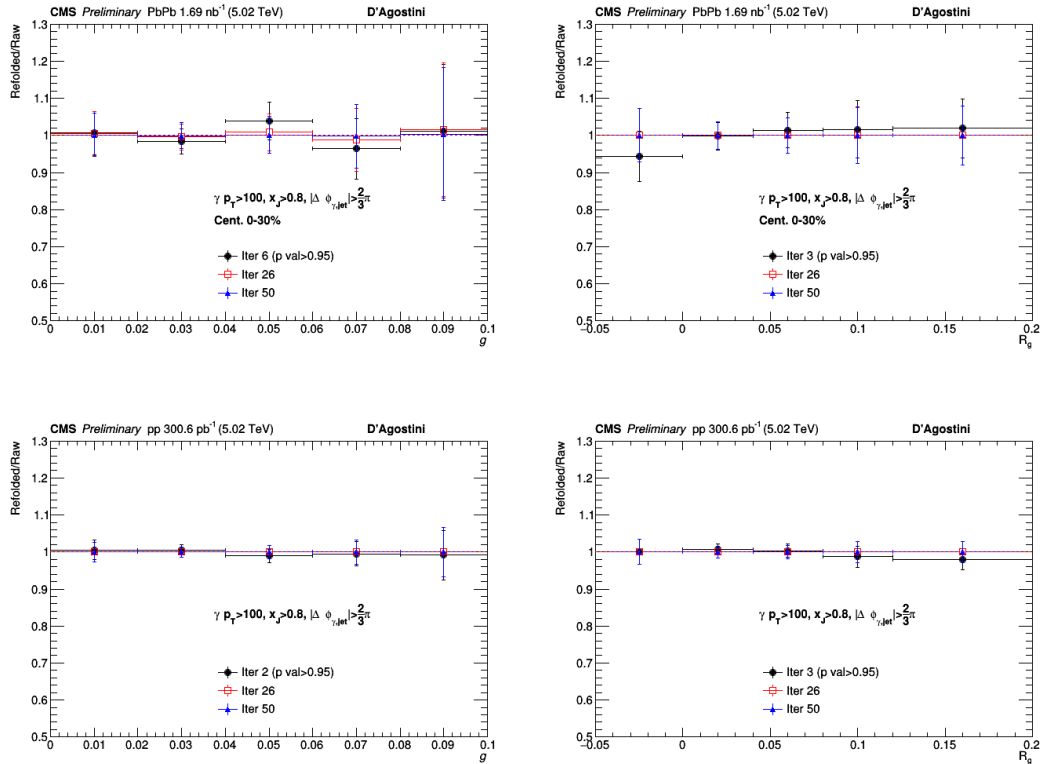 CMS Preliminary PbPb 1.69 nb⁻¹ (5.02 TeV) D'Agostini
Refolded/Raw
1.3
1.2
1.1
1
0.9
0.8
0.7
0.6
0.5
γ p_T>100, x_J>0.8, |Δ ϕ_γ,jet|>2/3π
Cent. 0-30%
Iter 6 (p val>0.95)
Iter 26
Iter 50
0 0.01 0.02 0.03 0.04 0.05 0.06 0.07 0.08 0.09 0.1
g
CMS Preliminary PbPb 1.69 nb⁻¹ (5.02 TeV) D'Agostini
Refolded/Raw
1.3
1.2
1.1
1
0.9
0.8
0.7
0.6
0.5
γ p_T>100, x_J>0.8, |Δ ϕ_γ,jet|>2/3π
Cent. 0-30%
Iter 3 (p val>0.95)
Iter 26
Iter 50
−0.05 0 0.05 0.1 0.15 0.2
R_g
CMS Preliminary pp 300.6 pb⁻¹ (5.02 TeV) D'Agostini
Refolded/Raw
1.3
1.2
1.1
1
0.9
0.8
0.7
0.6
0.5
γ p_T>100, x_J>0.8, |Δ ϕ_γ,jet|>2/3π
Iter 2 (p val>0.95)
Iter 26
Iter 50
0 0.01 0.02 0.03 0.04 0.05 0.06 0.07 0.08 0.09 0.1
g
CMS Preliminary pp 300.6 pb⁻¹ (5.02 TeV) D'Agostini
Refolded/Raw
1.3
1.2
1.1
1
0.9
0.8
0.7
0.6
0.5
γ p_T>100, x_J>0.8, |Δ ϕ_γ,jet|>2/3π
Iter 3 (p val>0.95)
Iter 26
Iter 50
−0.05 0 0.05 0.1 0.15 0.2
R_g